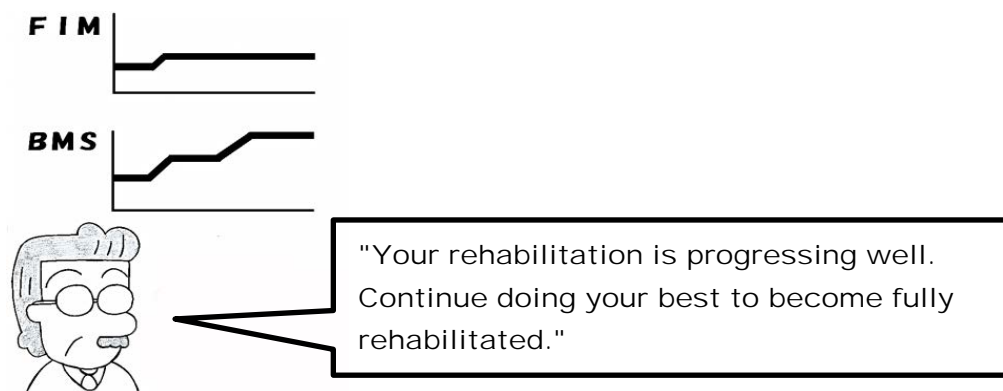 FIM
BMS
"Your rehabilitation is progressing well.
Continue doing your best to become fully
rehabilitated."